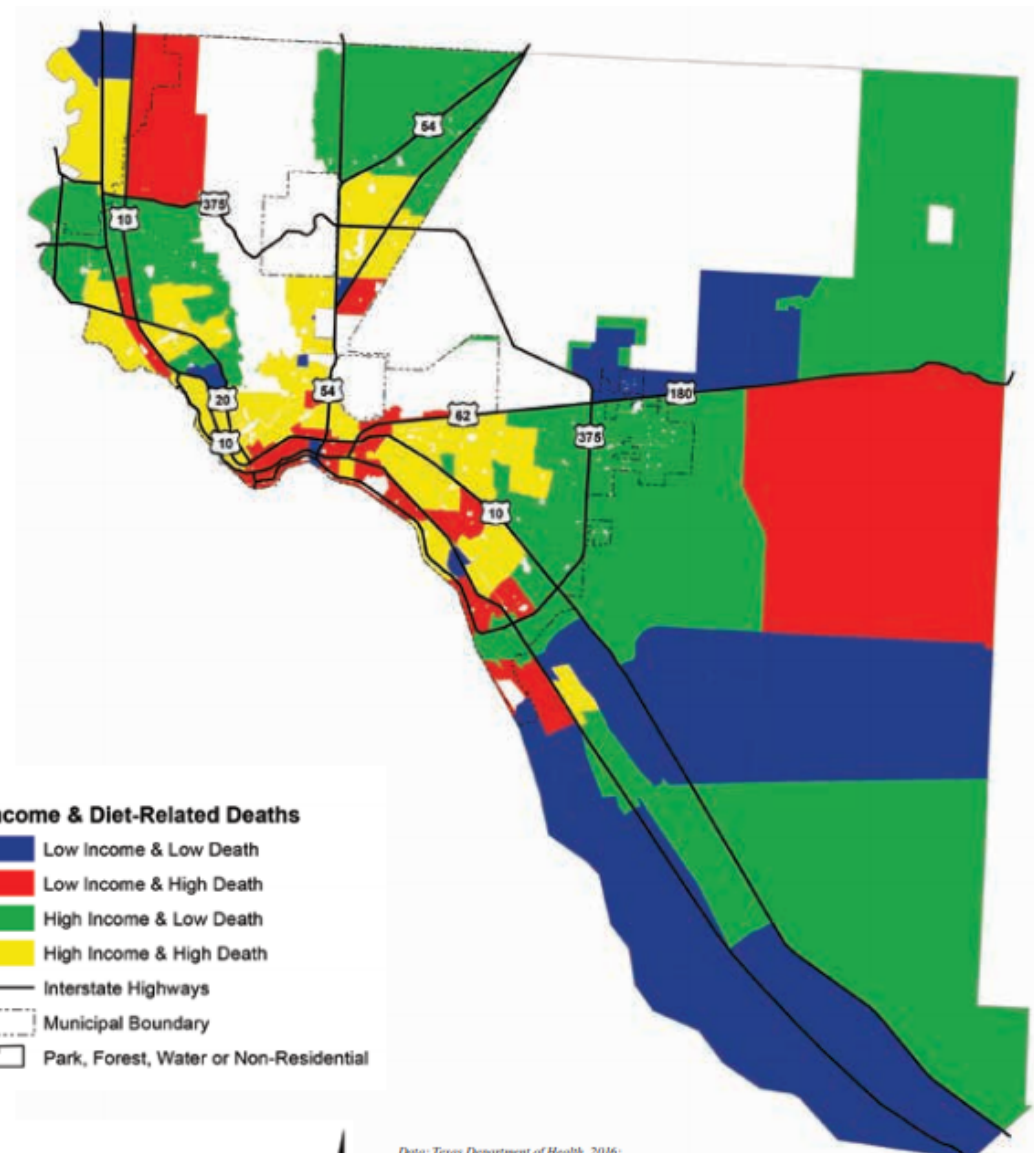 54
10
375
54
20
10
62
180
375
10
ncome & Diet-Related Deaths
Low Income & Low Death
Low Income & High Death
High Income & Low Death
High Income & High Death
Interstate Highways
Municipal Boundary
Park, Forest, Water or Non-Residential
Data: Texas Department of Health, 2016;